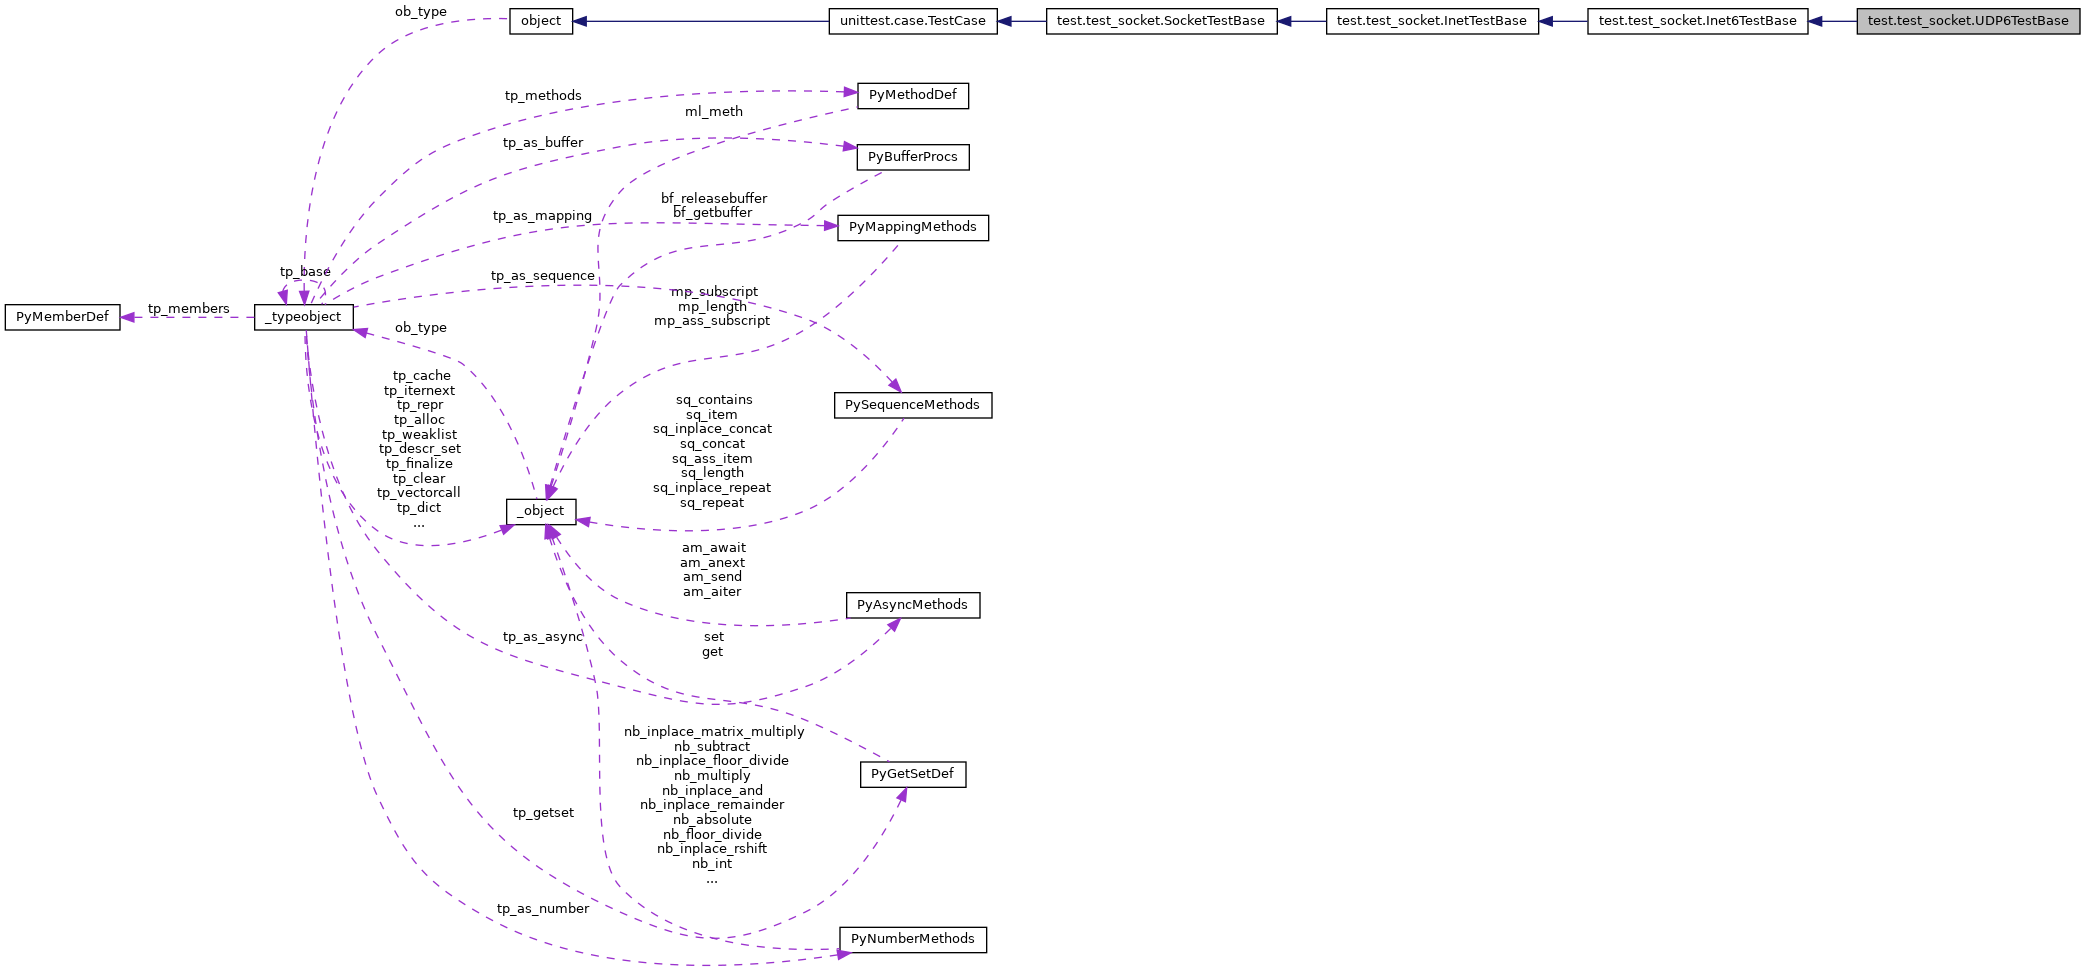 ob_type
object
unittest.case.TestCase
test.test_socket.SocketTestBase
test.test_socket.InetTestBase
test.test_socket.Inet6TestBase
test.test_socket.UDP6TestBase
tp_methods
PyMethodDef
ml_meth
tp_as_buffer
PyBufferProcs
bf_releasebuffer
bf_getbuffer
tp_as_mapping
PyMappingMethods
tp_base
tp_as_sequence
mp_subscript
mp_length
mp_ass_subscript
PyMemberDef
tp_members
_typeobject
ob_type
tp_cache
tp_iternext
tp_repr
tp_alloc
tp_weaklist
tp_descr_set
tp_finalize
tp_clear
tp_vectorcall
tp_dict
...
sq_contains
sq_item
sq_inplace_concat
sq_concat
sq_ass_item
sq_length
sq_inplace_repeat
sq_repeat
PySequenceMethods
_object
am_await
am_anext
am_send
am_aiter
PyAsyncMethods
tp_as_async
set
get
nb_inplace_matrix_multiply
nb_subtract
nb_inplace_floor_divide
nb_multiply
nb_inplace_and
nb_inplace_remainder
nb_absolute
nb_floor_divide
nb_inplace_rshift
nb_int
...
PyGetSetDef
tp_getset
tp_as_number
PyNumberMethods